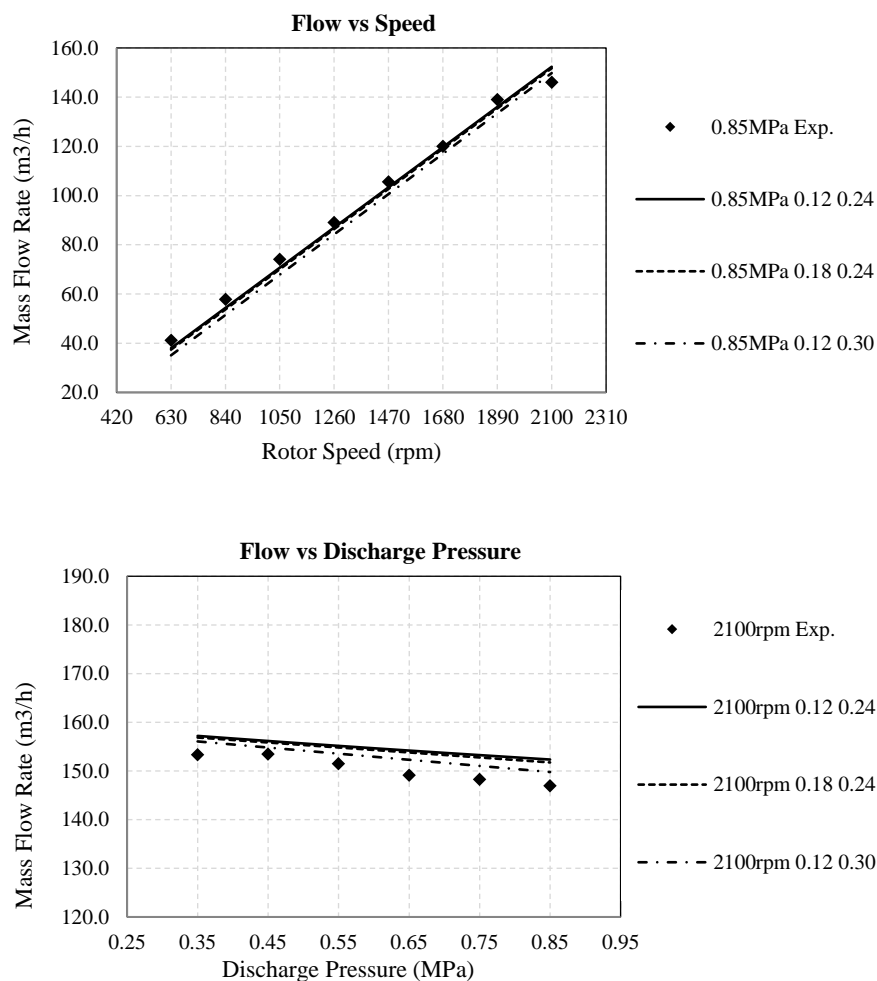 Flow vs Speed
Mass Flow Rate (m3/h)
160.0
140.0
120.0
100.0
80.0
60.0
40.0
20.0
420 630 840 1050 1260 1470 1680 1890 2100 2310
Rotor Speed (rpm)
0.85MPa Exp.
0.85MPa 0.12 0.24
0.85MPa 0.18 0.24
0.85MPa 0.12 0.30
Flow vs Discharge Pressure
Mass Flow Rate (m3/h)
190.0
180.0
170.0
160.0
150.0
140.0
130.0
120.0
0.25 0.35 0.45 0.55 0.65 0.75 0.85 0.95
Discharge Pressure (MPa)
2100rpm Exp.
2100rpm 0.12 0.24
2100rpm 0.18 0.24
2100rpm 0.12 0.30